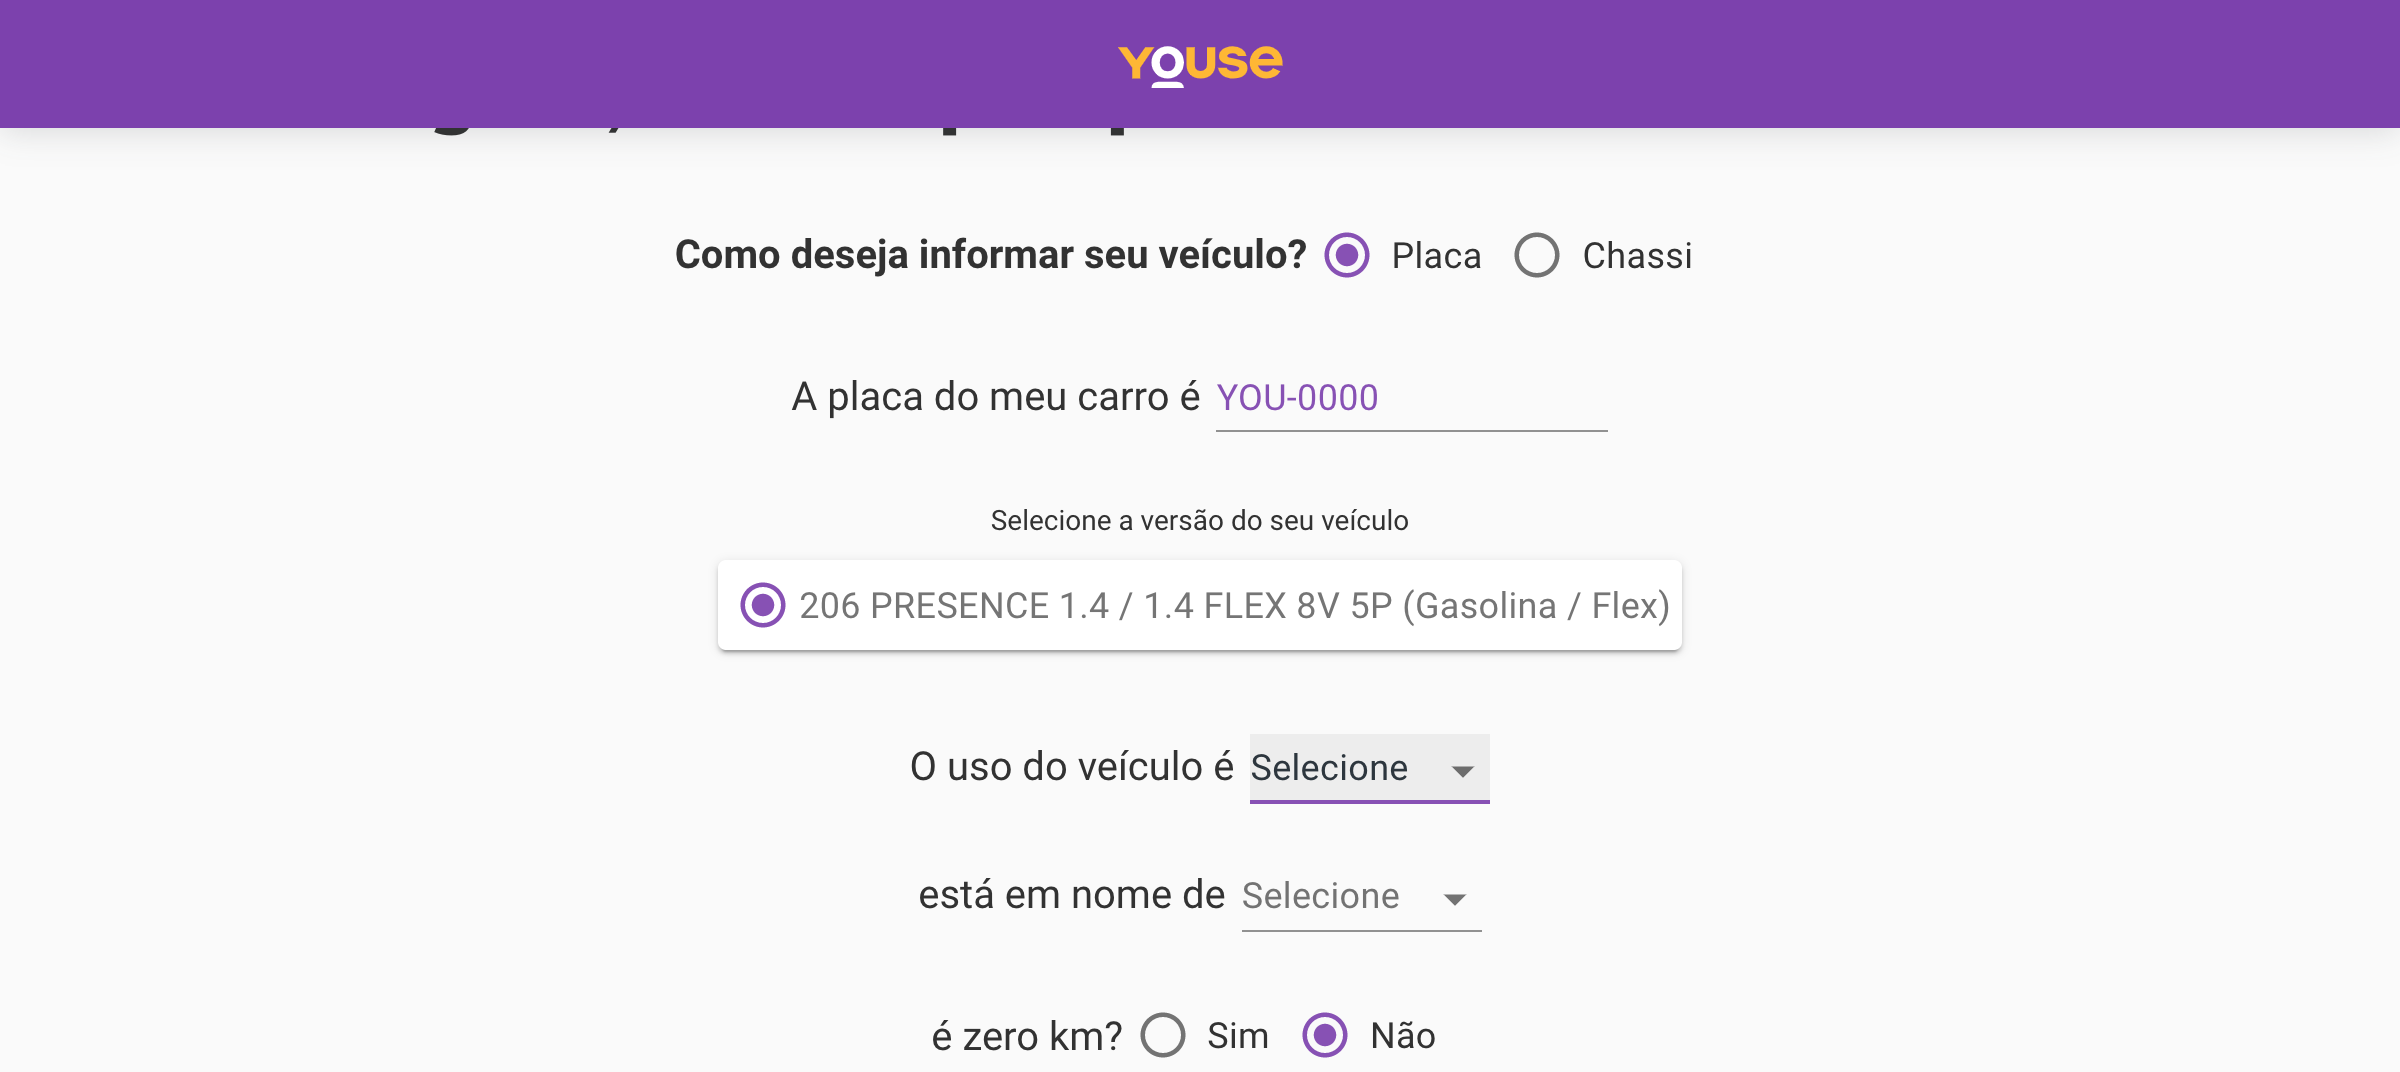 YOUSE
Como deseja informar seu veículo? Placa Chassi
A placa do meu carro é YOU-0000
Selecione a versão do seu veículo
206 PRESENCE 1.4 / 1.4 FLEX 8V 5P (Gasolina / Flex)
O uso do veículo é Selecione
está em nome de Selecione
é zero km? Sim Não